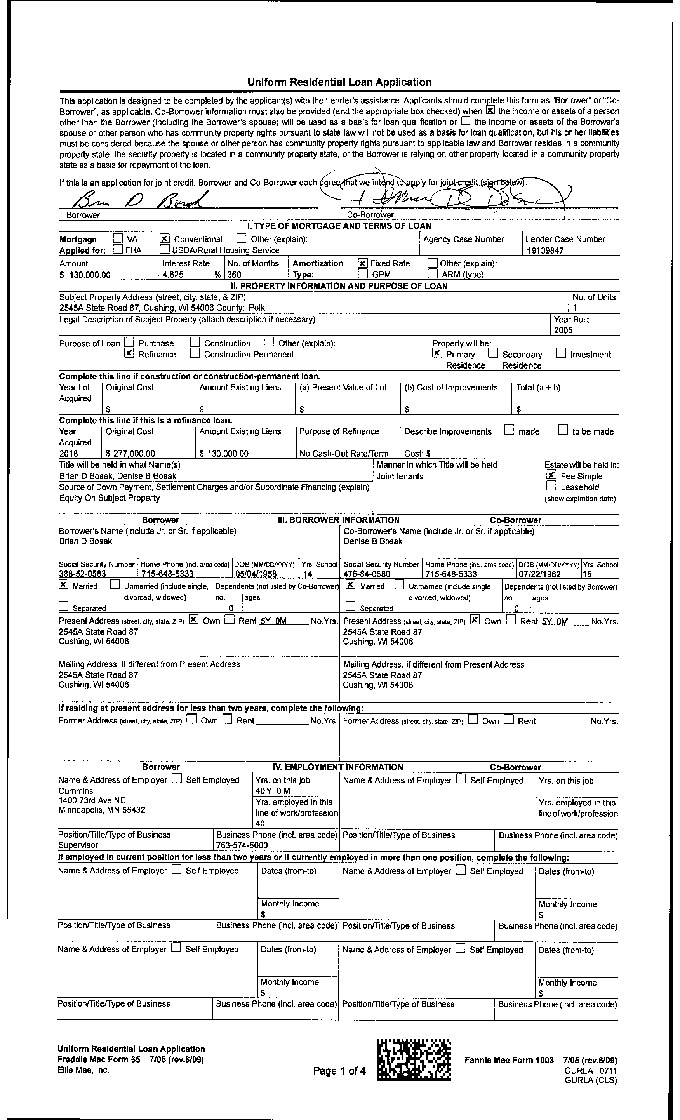 Uniform Residential Loan Application
This application is designed to be completed by the applicant(s) with the Lender's assistance. Applicants should complete this form as "Borrower" or "Co-
Borrower", as applicable. Co-Borrower information must also be provided (and the appropriate box checked) when ☒ the income or assets of a person
other than the Borrower (including the Borrower's spouse) will be used as a basis for loan qualification or ☐ the income or assets of the Borrower's
spouse or other person who has community property rights pursuant to state law will not be used as a basis for loan qualification, but his or her liabilities
must be considered because the spouse or other person has community property rights pursuant to applicable law and Borrower resides in a community
property state, the security property is located in a community property state, or the Borrower is relying on other property located in a community property
state as a basis for repayment of the loan.
If this is an application for joint credit, Borrower and Co-Borrower each agree that we intend to apply for joint credit (sign below).
Borrower Co-Borrower
I. TYPE OF MORTGAGE AND TERMS OF LOAN
Mortgage ☐ VA ☒ Conventional ☐ Other (explain): Agency Case Number Lender Case Number
Applied for: ☐ FHA ☐ USDA/Rural Housing Service 19109847
Amount Interest Rate No. of Months Amortization ☒ Fixed Rate ☐ Other (explain):
$ 130,000.00 4.625 % 360 Type: ☐ GPM ☐ ARM (type)
II. PROPERTY INFORMATION AND PURPOSE OF LOAN
Subject Property Address (street, city, state, & ZIP) No. of Units
2545A State Road 87, Cushing, WI 54006 County: Polk 1
Legal Description of Subject Property (attach description if necessary) Year Built
2005
Purpose of Loan ☐ Purchase ☐ Construction ☐ Other (explain): Property will be:
☒ Refinance ☐ Construction-Permanent ☒ Primary ☐ Secondary ☐ Investment
Residence Residence
Complete this line if construction or construction-permanent loan.
Year Lot Original Cost Amount Existing Liens (a) Present Value of Lot (b) Cost of Improvements Total (a + b)
Acquired
$ $ $ $ $
Complete this line if this is a refinance loan.
Year Original Cost Amount Existing Liens Purpose of Refinance Describe Improvements ☐ made ☐ to be made
Acquired
2016 $ 277,000.00 $ 130,000.00 No Cash-Out Rate/Term Cost: $
Title will be held in what Name(s) Manner in which Title will be held Estate will be held in:
Brian D Bosak, Denise B Bosak Joint tenants ☒ Fee Simple
Source of Down Payment, Settlement Charges and/or Subordinate Financing (explain) ☐ Leasehold
Equity On Subject Property (show expiration date)
Borrower III. BORROWER INFORMATION Co-Borrower
Borrower's Name (include Jr. or Sr. if applicable) Co-Borrower's Name (include Jr. or Sr. if applicable)
Brian D Bosak Denise B Bosak
Social Security Number Home Phone (incl. area code) DOB (MM/DD/YYYY) Yrs. School Social Security Number Home Phone (incl. area code) DOB (MM/DD/YYYY) Yrs. School
715-648-5333 14 715-648-5333 07/22/1962 15
☒ Married ☐ Unmarried (include single, Dependents (not listed by Co-Borrower) ☒ Married ☐ Unmarried (include single Dependents (not listed by Borrower)
divorced, widowed) no. ages divorced, widowed) no. ages
☐ Separated 0 ☐ Separated 0
Present Address (street, city, state, ZIP) ☒ Own ☐ Rent 5Y 0M No. Yrs. Present Address (street, city, state, ZIP) ☒ Own ☐ Rent 5Y 0M No. Yrs.
2545A State Road 87 2545A State Road 87
Cushing, WI 54006 Cushing, WI 54006
Mailing Address, if different from Present Address Mailing Address, if different from Present Address
2545A State Road 87 2545A State Road 87
Cushing, WI 54006 Cushing, WI 54006
If residing at present address for less than two years, complete the following:
Former Address (street, city, state, ZIP) ☐ Own ☐ Rent No. Yrs. Former Address (street, city, state, ZIP) ☐ Own ☐ Rent No. Yrs.
Borrower IV. EMPLOYMENT INFORMATION Co-Borrower
Name & Address of Employer ☐ Self Employed Yrs. on this job Name & Address of Employer ☐ Self Employed Yrs. on this job
Cummins 40 Y 0 M
1400 73rd Ave NE Yrs. employed in this Yrs. employed in this
Minneapolis, MN 55432 line of work/profession line of work/profession
40
Position/Title/Type of Business Business Phone (incl. area code) Position/Title/Type of Business Business Phone (incl. area code)
Supervisor 763-574-5000
If employed in current position for less than two years or if currently employed in more than one position, complete the following:
Name & Address of Employer ☐ Self Employed Dates (from-to) Name & Address of Employer ☐ Self Employed Dates (from-to)
Monthly Income Monthly Income
$ $
Position/Title/Type of Business Business Phone (incl. area code) Position/Title/Type of Business Business Phone (incl. area code)
Name & Address of Employer ☐ Self Employed Dates (from-to) Name & Address of Employer ☐ Self Employed Dates (from-to)
Monthly Income Monthly Income
$ $
Position/Title/Type of Business Business Phone (incl. area code) Position/Title/Type of Business Business Phone (incl. area code)
Uniform Residential Loan Application
Freddie Mac Form 65 7/05 (rev.6/09) Fannie Mae Form 1003 7/05 (rev.6/09)
Ellie Mae, Inc. Page 1 of 4 GURLA 0711
GURLA (CLS)